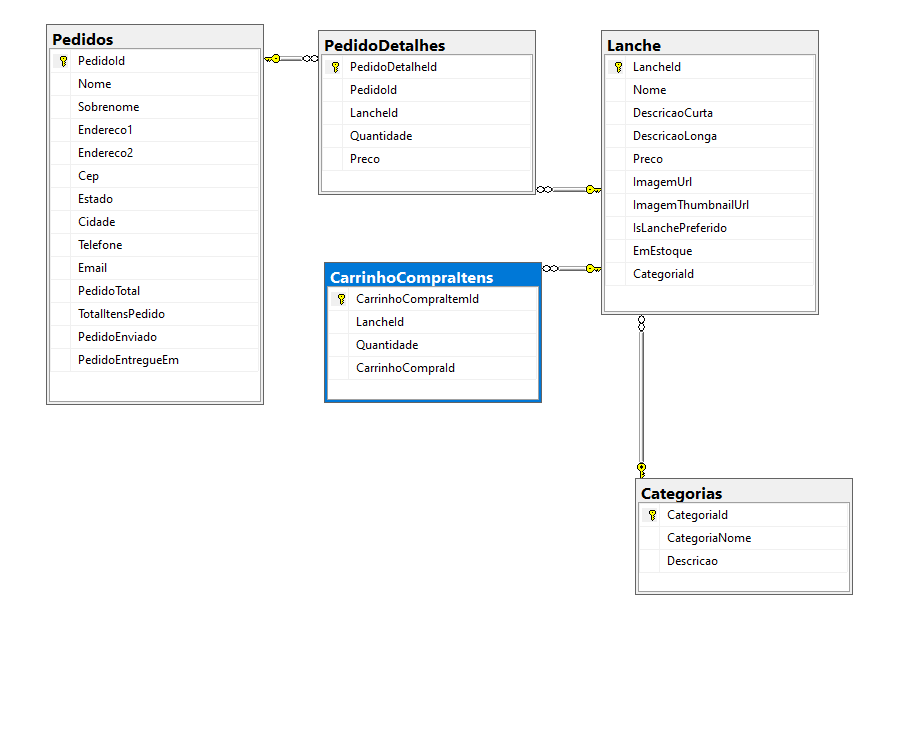 Pedidos
PedidoId
Nome
Sobrenome
Endereco1
Endereco2
Cep
Estado
Cidade
Telefone
Email
PedidoTotal
TotalItensPedido
PedidoEnviado
PedidoEntregueEm
PedidoDetalhes
PedidoDetalheId
PedidoId
LancheId
Quantidade
Preco
CarrinhoCompraItens
CarrinhoCompraItemId
LancheId
Quantidade
CarrinhoCompraId
Lanche
LancheId
Nome
DescricaoCurta
DescricaoLonga
Preco
ImagemUrl
ImagemThumbnailUrl
IsLanchePreferido
EmEstoque
CategoriaId
Categorias
CategoriaId
CategoriaNome
Descricao